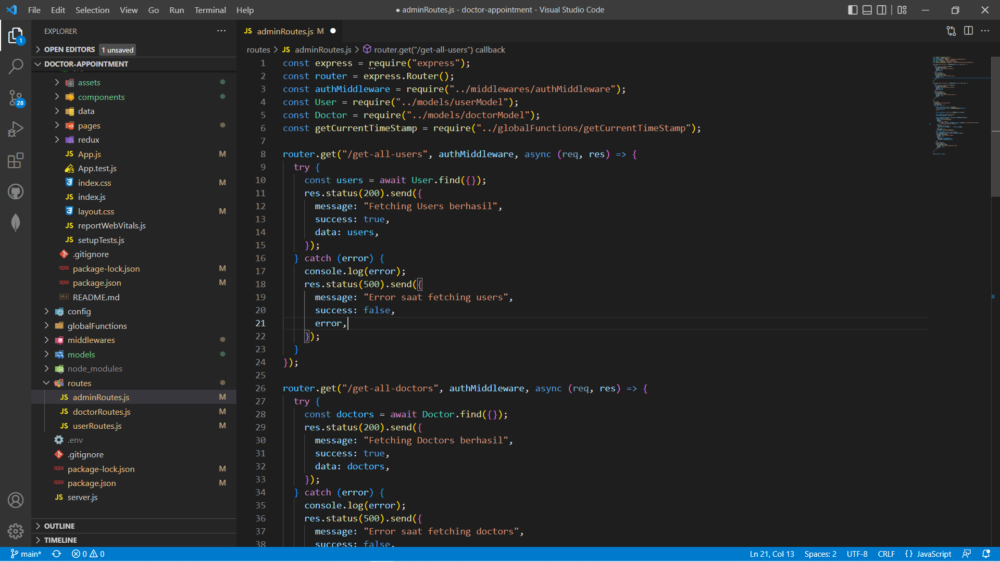 File Edit Selection View Go Run Terminal Help
● adminRoutes.js - doctor-appointment - Visual Studio Code
EXPLORER
OPEN EDITORS 1 unsaved
DOCTOR-APPOINTMENT
assets
components
data
pages
redux
JS App.js M
App.test.js
index.css M
JS index.js
layout.css M
JS reportWebVitals.js
JS setupTests.js
.gitignore
package-lock.json M
package.json M
README.md
config
globalFunctions
middlewares
models
node_modules
routes
JS adminRoutes.js M
JS doctorRoutes.js M
JS userRoutes.js M
.env
.gitignore
package-lock.json M
package.json M
JS server.js
OUTLINE
TIMELINE
1
28
JS adminRoutes.js M
routes > JS adminRoutes.js > router.get("/get-all-users") callback
1 const express = require("express");
2 const router = express.Router();
3 const authMiddleware = require("../middlewares/authMiddleware");
4 const User = require("../models/userModel");
5 const Doctor = require("../models/doctorModel");
6 const getCurrentTimeStamp = require("../globalFunctions/getCurrentTimeStamp");
7
8 router.get("/get-all-users", authMiddleware, async (req, res) => {
9 try {
10 const users = await User.find({});
11 res.status(200).send({
12 message: "Fetching Users berhasil",
13 success: true,
14 data: users,
15 });
16 } catch (error) {
17 console.log(error);
18 res.status(500).send({
19 message: "Error saat fetching users",
20 success: false,
21 error,
22 });
23 }
24 });
25
26 router.get("/get-all-doctors", authMiddleware, async (req, res) => {
27 try {
28 const doctors = await Doctor.find({});
29 res.status(200).send({
30 message: "Fetching Doctors berhasil",
31 success: true,
32 data: doctors,
33 });
34 } catch (error) {
35 console.log(error);
36 res.status(500).send({
37 message: "Error saat fetching doctors",
38 success: false,
main* 0 0
Ln 21, Col 13 Spaces: 2 UTF-8 CRLF {} JavaScript